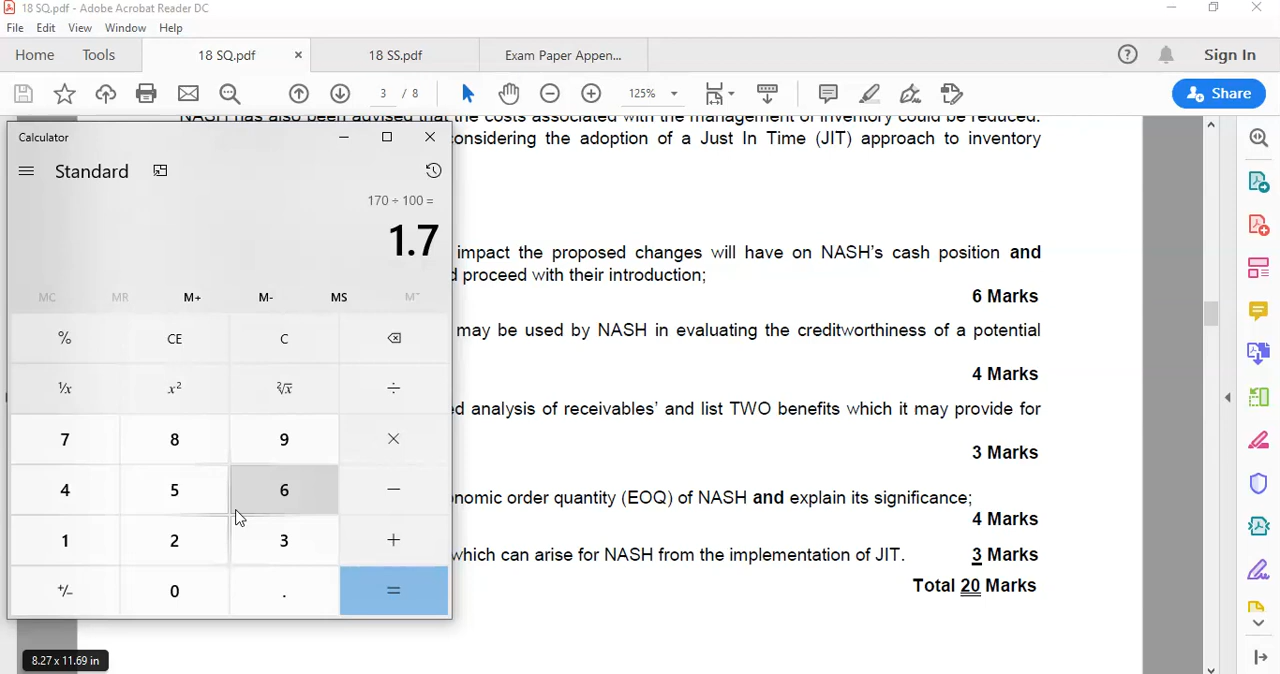 18 SQ.pdf - Adobe Acrobat Reader DC
File Edit View Window Help
Home Tools 18 SQ.pdf × 18 SS.pdf Exam Paper Appen... Sign In
3 / 8 125% Share
NASH has also been advised that the costs associated with the management of inventory could be reduced.
onsidering the adoption of a Just In Time (JIT) approach to inventory
impact the proposed changes will have on NASH's cash position and
d proceed with their introduction;
6 Marks
may be used by NASH in evaluating the creditworthiness of a potential
4 Marks
ed analysis of receivables' and list TWO benefits which it may provide for
3 Marks
onomic order quantity (EOQ) of NASH and explain its significance;
4 Marks
which can arise for NASH from the implementation of JIT. 3 Marks
Total 20 Marks
Calculator
Standard
170 ÷ 100 =
1.7
MC MR M+ M- MS M˅
% CE C ⌫
¹/x x² ²√x ÷
7 8 9 ×
4 5 6 −
1 2 3 +
+/− 0 . =
8.27 x 11.69 in